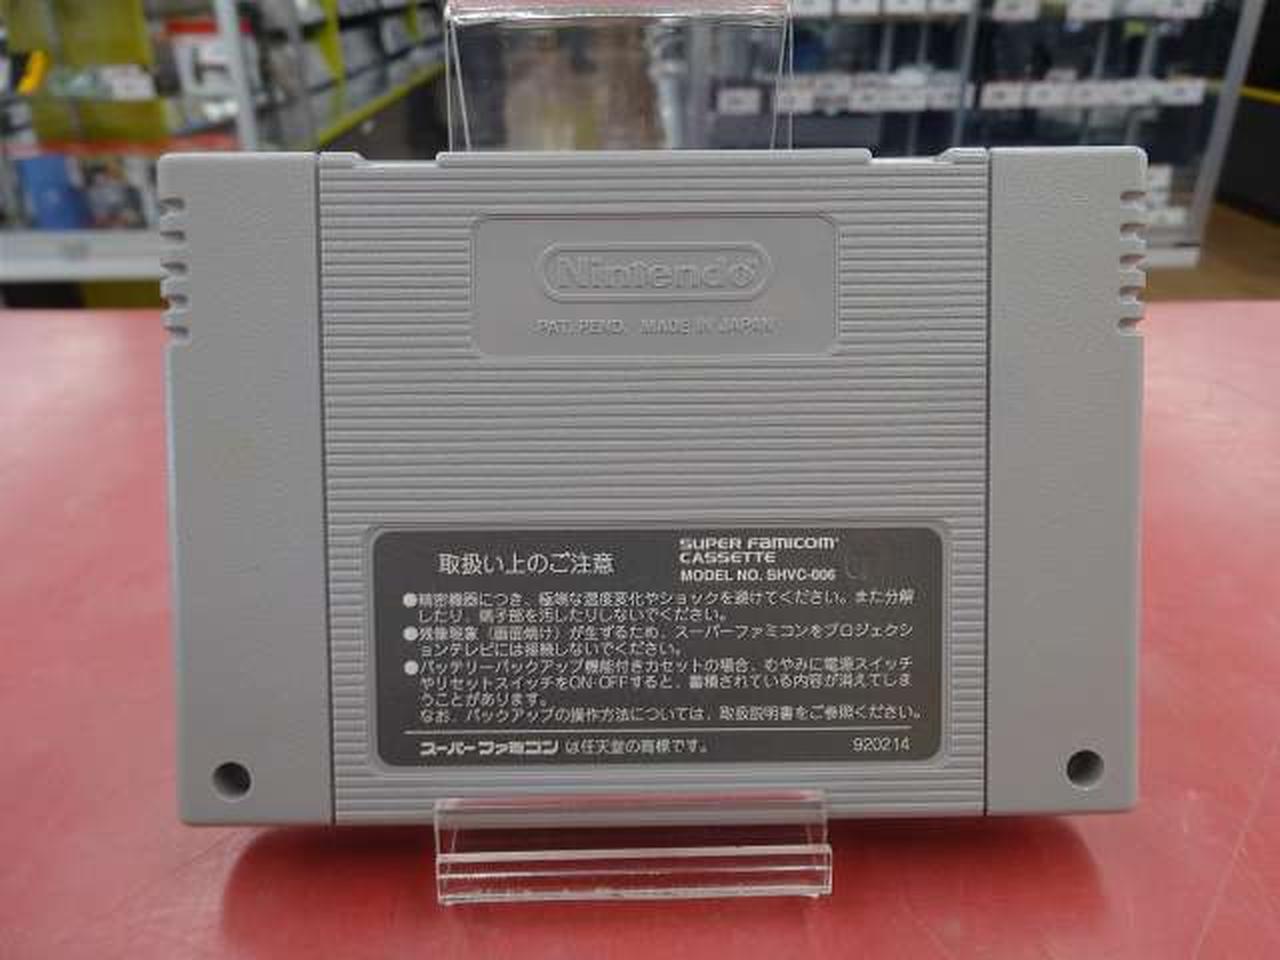 Nintendo
PAT. PEND. MADE IN JAPAN
取扱い上のご注意
SUPER FAMICOM
CASSETTE
MODEL NO. SHVC-006
●精密機器につき、極端な温度変化やショックを避けてください。また分解
したり、端子部を汚したりしないでください。
●残像現象（画面焼け）が生ずるため、スーパーファミコンをプロジェクシ
ョンテレビには接続しないでください。
●バッテリーバックアップ機能付きカセットの場合、むやみに電源スイッチ
やリセットスイッチをON・OFFすると、蓄積されている内容が消えてしま
うことがあります。
なお、バックアップの操作方法については、取扱説明書をご参照ください。
スーパーファミコンは任天堂の商標です。
920214